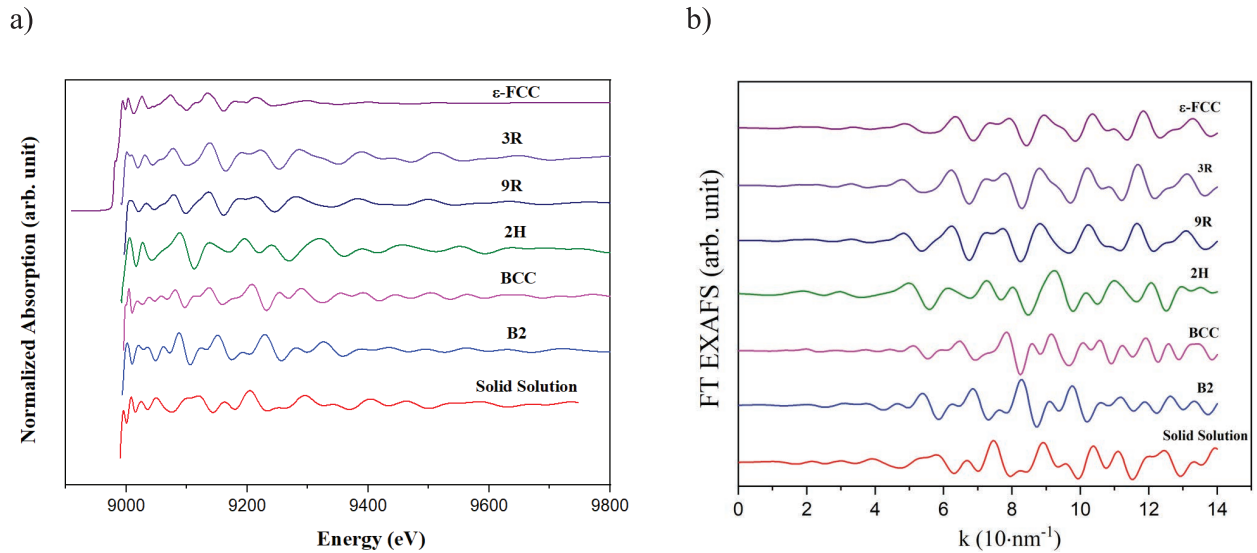 a)
b)
Normalized Absorption (arb. unit)
ε-FCC
3R
9R
2H
BCC
B2
Solid Solution
9000 9200 9400 9600 9800
Energy (eV)
FT EXAFS (arb. unit)
ε-FCC
3R
9R
2H
BCC
B2
Solid Solution
0 2 4 6 8 10 12 14
k (10·nm⁻¹)